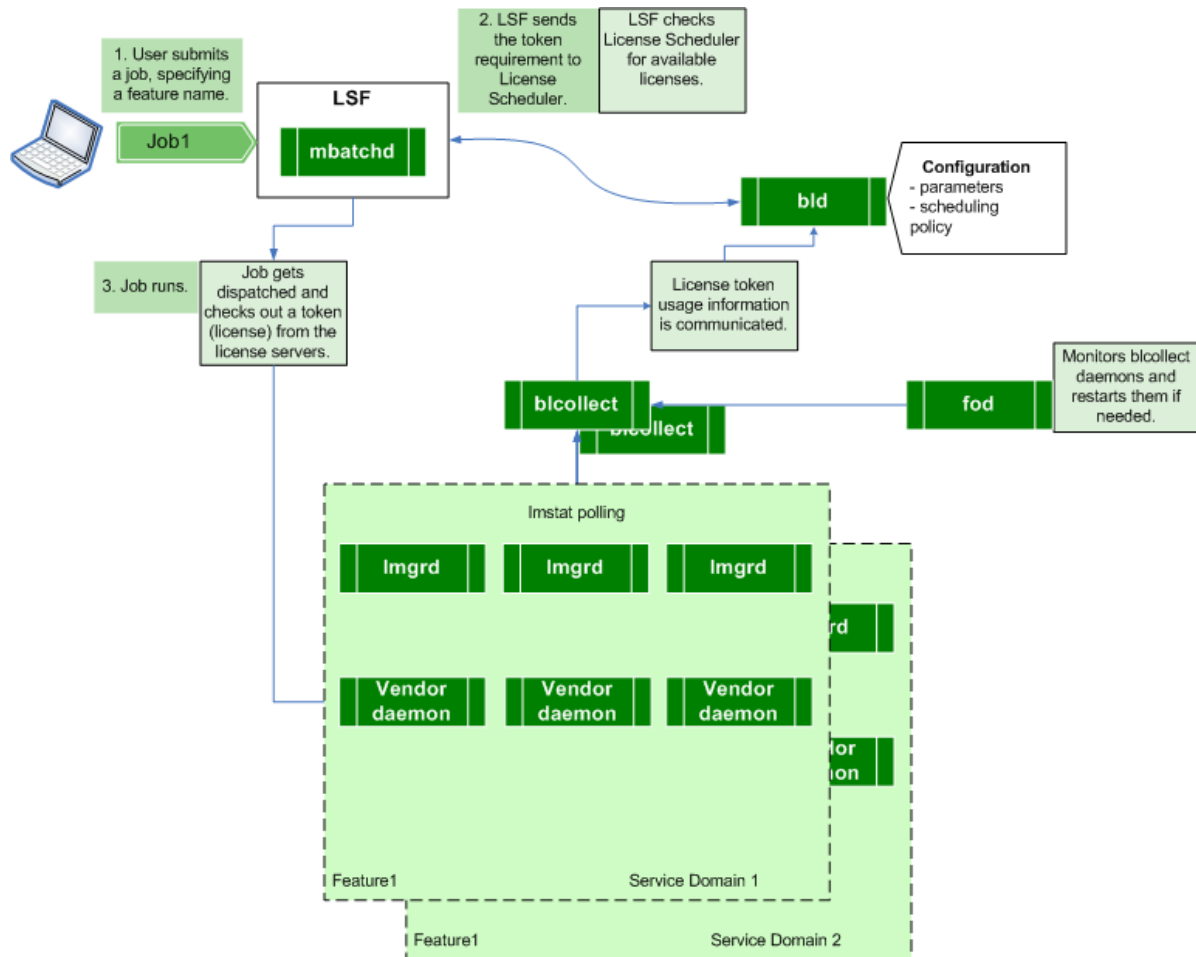 1. User submits
a job, specifying
a feature name.
Job1
LSF
mbatchd
2. LSF sends
the token
requirement to
License
Scheduler.
LSF checks
License Scheduler
for available
licenses.
bld
Configuration
- parameters
- scheduling
policy
3. Job runs.
Job gets
dispatched and
checks out a token
(license) from the
license servers.
License token
usage information
is communicated.
blcollect
blcollect
fod
Monitors blcollect
daemons and
restarts them if
needed.
lmstat polling
lmgrd
lmgrd
lmgrd
rd
Vendor
daemon
Vendor
daemon
Vendor
daemon
dor
non
Feature1
Service Domain 1
Feature1
Service Domain 2